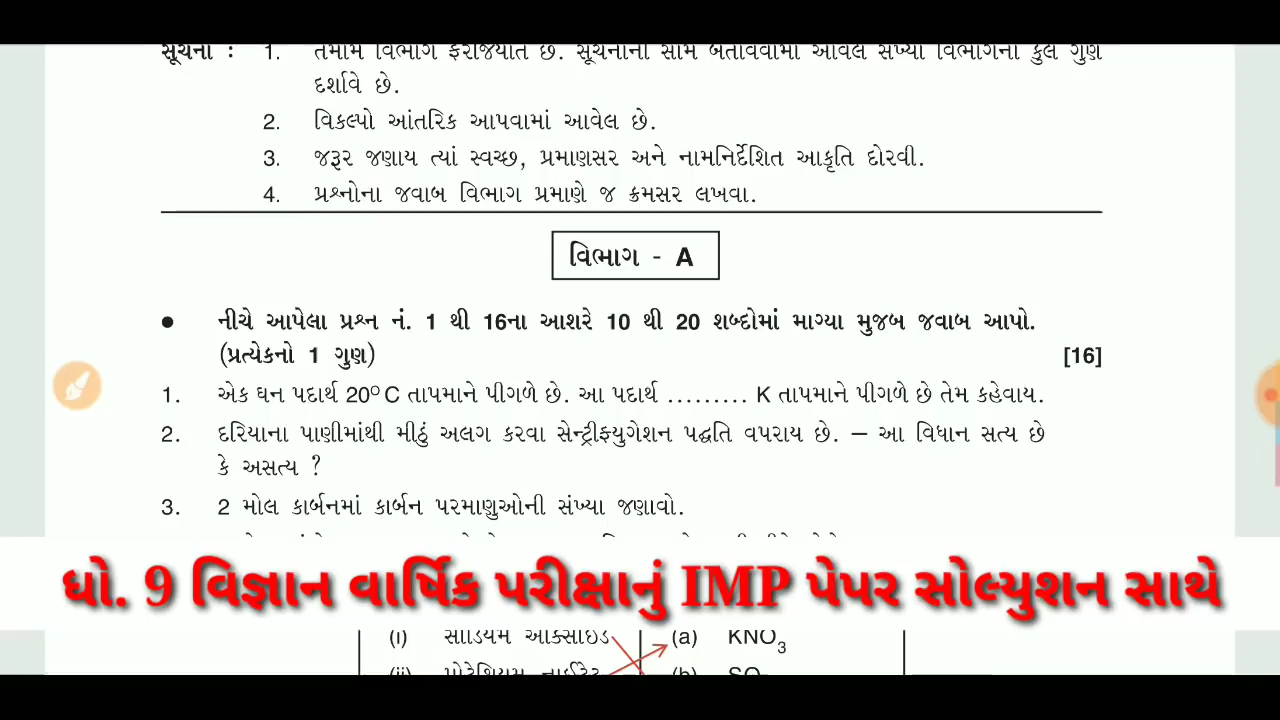 સૂચના : 1. તમામ વિભાગ ફરજિયાત છે. સૂચનાની સામે બતાવવામાં આવેલ સંખ્યા વિભાગના કુલ ગુણ
દર્શાવે છે.
2. વિકલ્પો આંતરિક આપવામાં આવેલ છે.
3. જરૂર જણાય ત્યાં સ્વચ્છ, પ્રમાણસર અને નામનિર્દેશિત આકૃતિ દોરવી.
4. પ્રશ્નોના જવાબ વિભાગ પ્રમાણે જ ક્રમસર લખવા.
વિભાગ - A
● નીચે આપેલા પ્રશ્ન નં. 1 થી 16ના આશરે 10 થી 20 શબ્દોમાં માગ્યા મુજબ જવાબ આપો.
(પ્રત્યેકનો 1 ગુણ) [16]
1. એક ઘન પદાર્થ 20° C તાપમાને પીગળે છે. આ પદાર્થ ......... K તાપમાને પીગળે છે તેમ કહેવાય.
2. દરિયાના પાણીમાંથી મીઠું અલગ કરવા સેન્ટ્રીફ્યુગેશન પદ્ધતિ વપરાય છે. – આ વિધાન સત્ય છે
કે અસત્ય ?
3. 2 મોલ કાર્બનમાં કાર્બન પરમાણુઓની સંખ્યા જણાવો.
ધો. 9 વિજ્ઞાન વાર્ષિક પરીક્ષાનું IMP પેપર સોલ્યુશન સાથે
(i) સોડિયમ ઓક્સાઇડ (a) KNO3
(ii) પોટેશિયમ નાઈટ્રેટ (b)